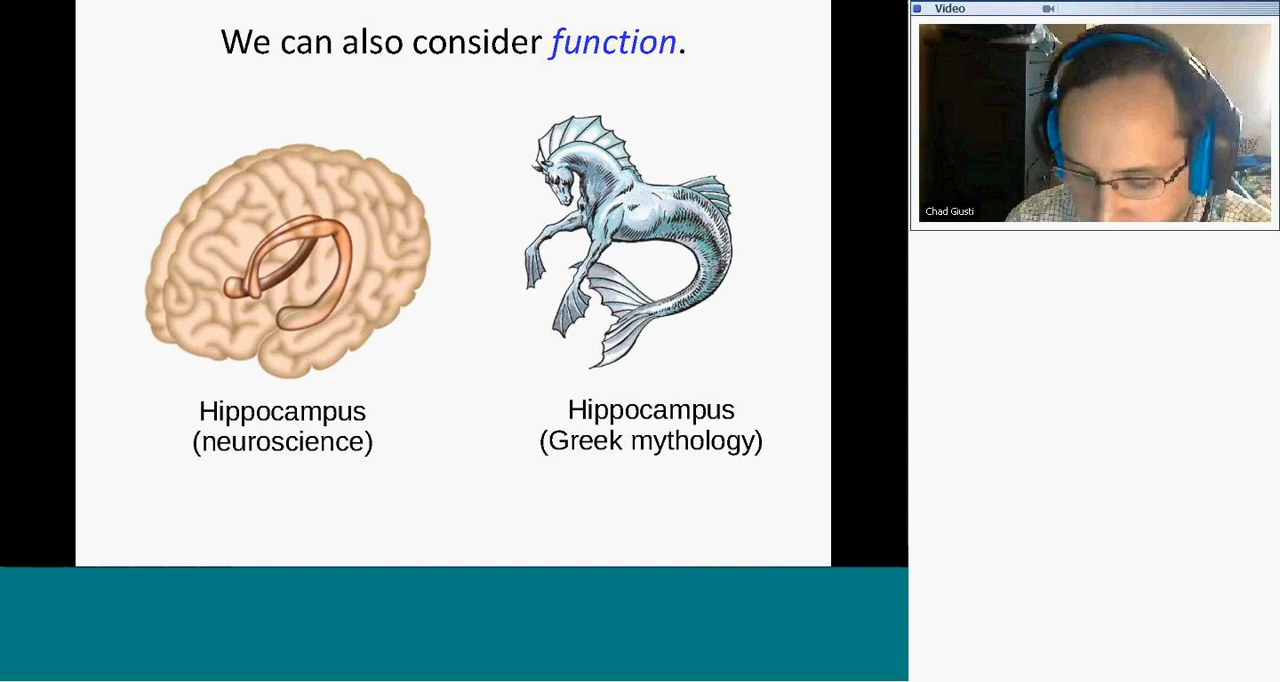 We can also consider function.
Hippocampus
(neuroscience)
Hippocampus
(Greek mythology)
Video
Chad Giusti